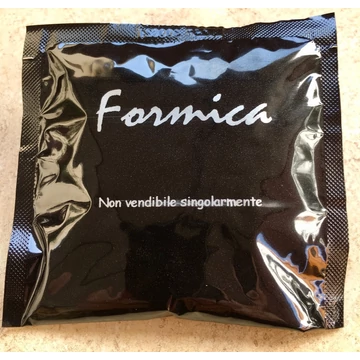 Formica
Non vendibile singolarmente